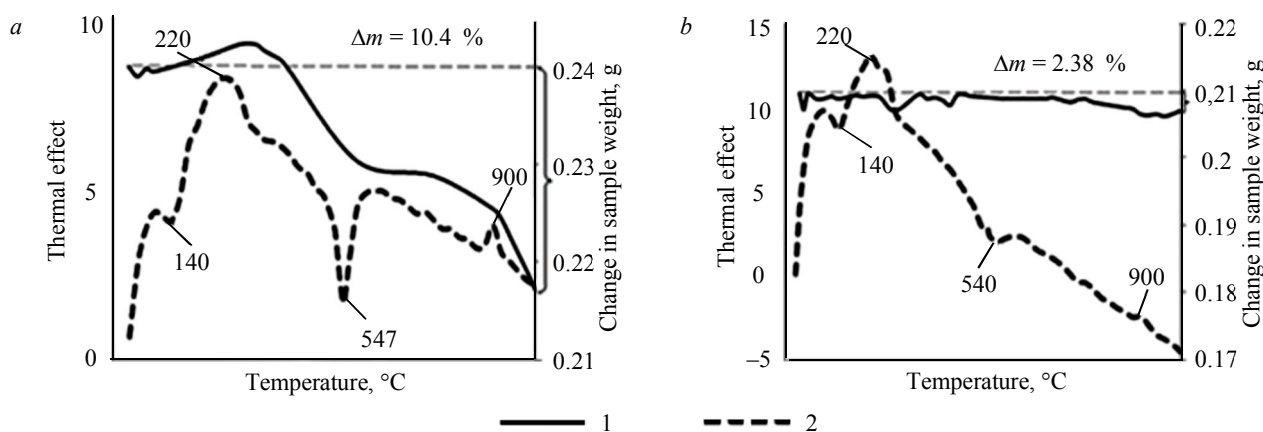 a
10
5
0
Thermal effect
220
140
547
900
Δm = 10.4 %
0.24
0.23
0.22
0.21
Change in sample weight, g
Temperature, °C
b
15
10
5
0
–5
Thermal effect
220
140
540
900
Δm = 2.38 %
0.22
0.21
0.2
0.19
0.18
0.17
Change in sample weight, g
Temperature, °C
1
2